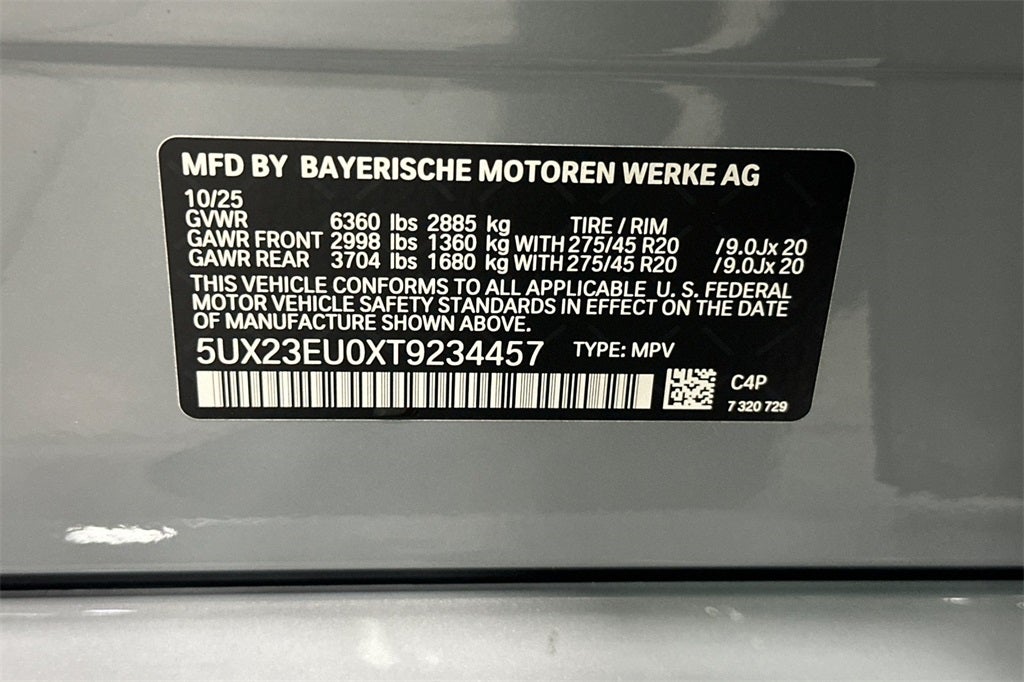 MFD BY BAYERISCHE MOTOREN WERKE AG
10/25
GVWR 6360 lbs 2885 kg TIRE / RIM
GAWR FRONT 2998 lbs 1360 kg WITH 275/45 R20 / 9.0Jx 20
GAWR REAR 3704 lbs 1680 kg WITH 275/45 R20 / 9.0Jx 20
THIS VEHICLE CONFORMS TO ALL APPLICABLE U. S. FEDERAL
MOTOR VEHICLE SAFETY STANDARDS IN EFFECT ON THE DATE
OF MANUFACTURE SHOWN ABOVE.
5UX23EU0XT9234457 TYPE: MPV
C4P
7 320 729